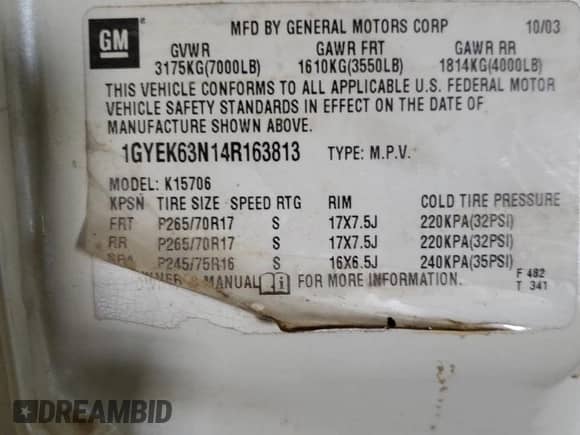 GM
MFD BY GENERAL MOTORS CORP 10/03
GVWR GAWR FRT GAWR RR
3175KG(7000LB) 1610KG(3550LB) 1814KG(4000LB)
THIS VEHICLE CONFORMS TO ALL APPLICABLE U.S. FEDERAL MOTOR
VEHICLE SAFETY STANDARDS IN EFFECT ON THE DATE OF
MANUFACTURE SHOWN ABOVE.
1GYEK63N14R163813 TYPE: M.P.V.
MODEL: K15706
KPSN TIRE SIZE SPEED RTG RIM COLD TIRE PRESSURE
FRT P265/70R17 S 17X7.5J 220KPA(32PSI)
RR P265/70R17 S 17X7.5J 220KPA(32PSI)
SPA P245/75R16 S 16X6.5J 240KPA(35PSI)
OWNER S MANUAL FOR MORE INFORMATION.
F 482
T 341
DREAMBID